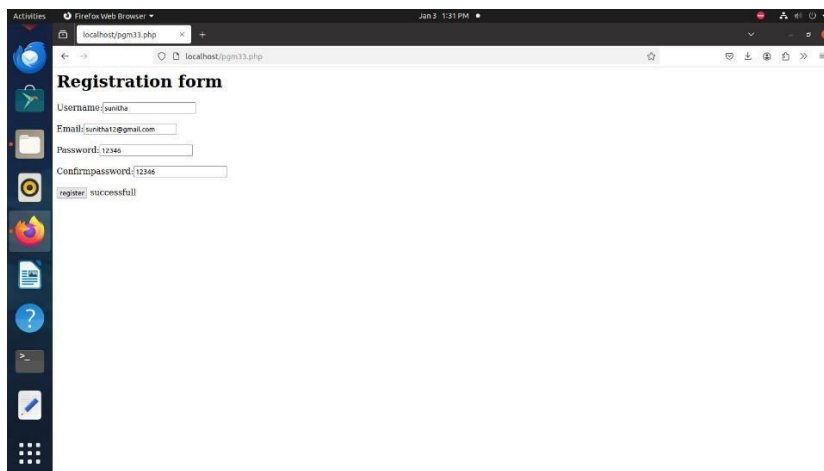 Activities Firefox Web Browser Jan 3 1:31 PM
localhost/pgm33.php
localhost/pgm33.php
Registration form
Username: sunitha
Email: sunitha12@gmail.com
Password: 12346
Confirmpassword: 12346
register successfull